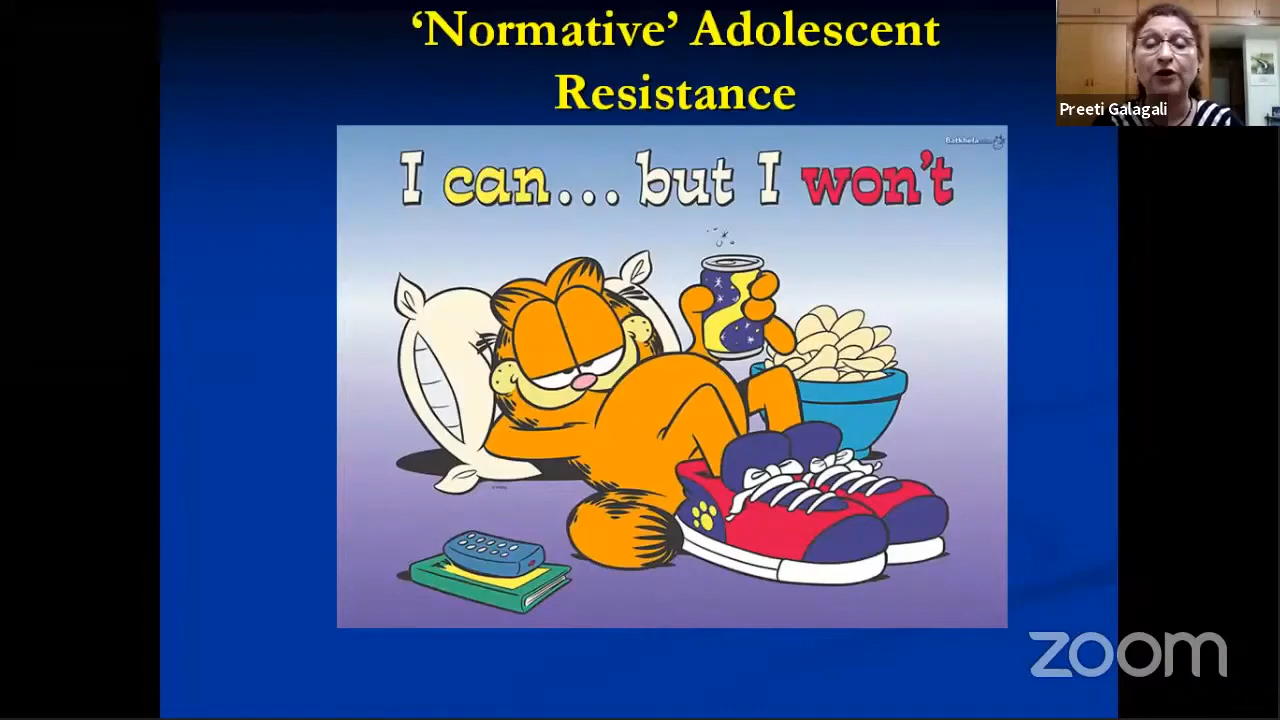 ‘Normative’ Adolescent
Resistance
Preeti Galagali
I can... but I won't
zoom